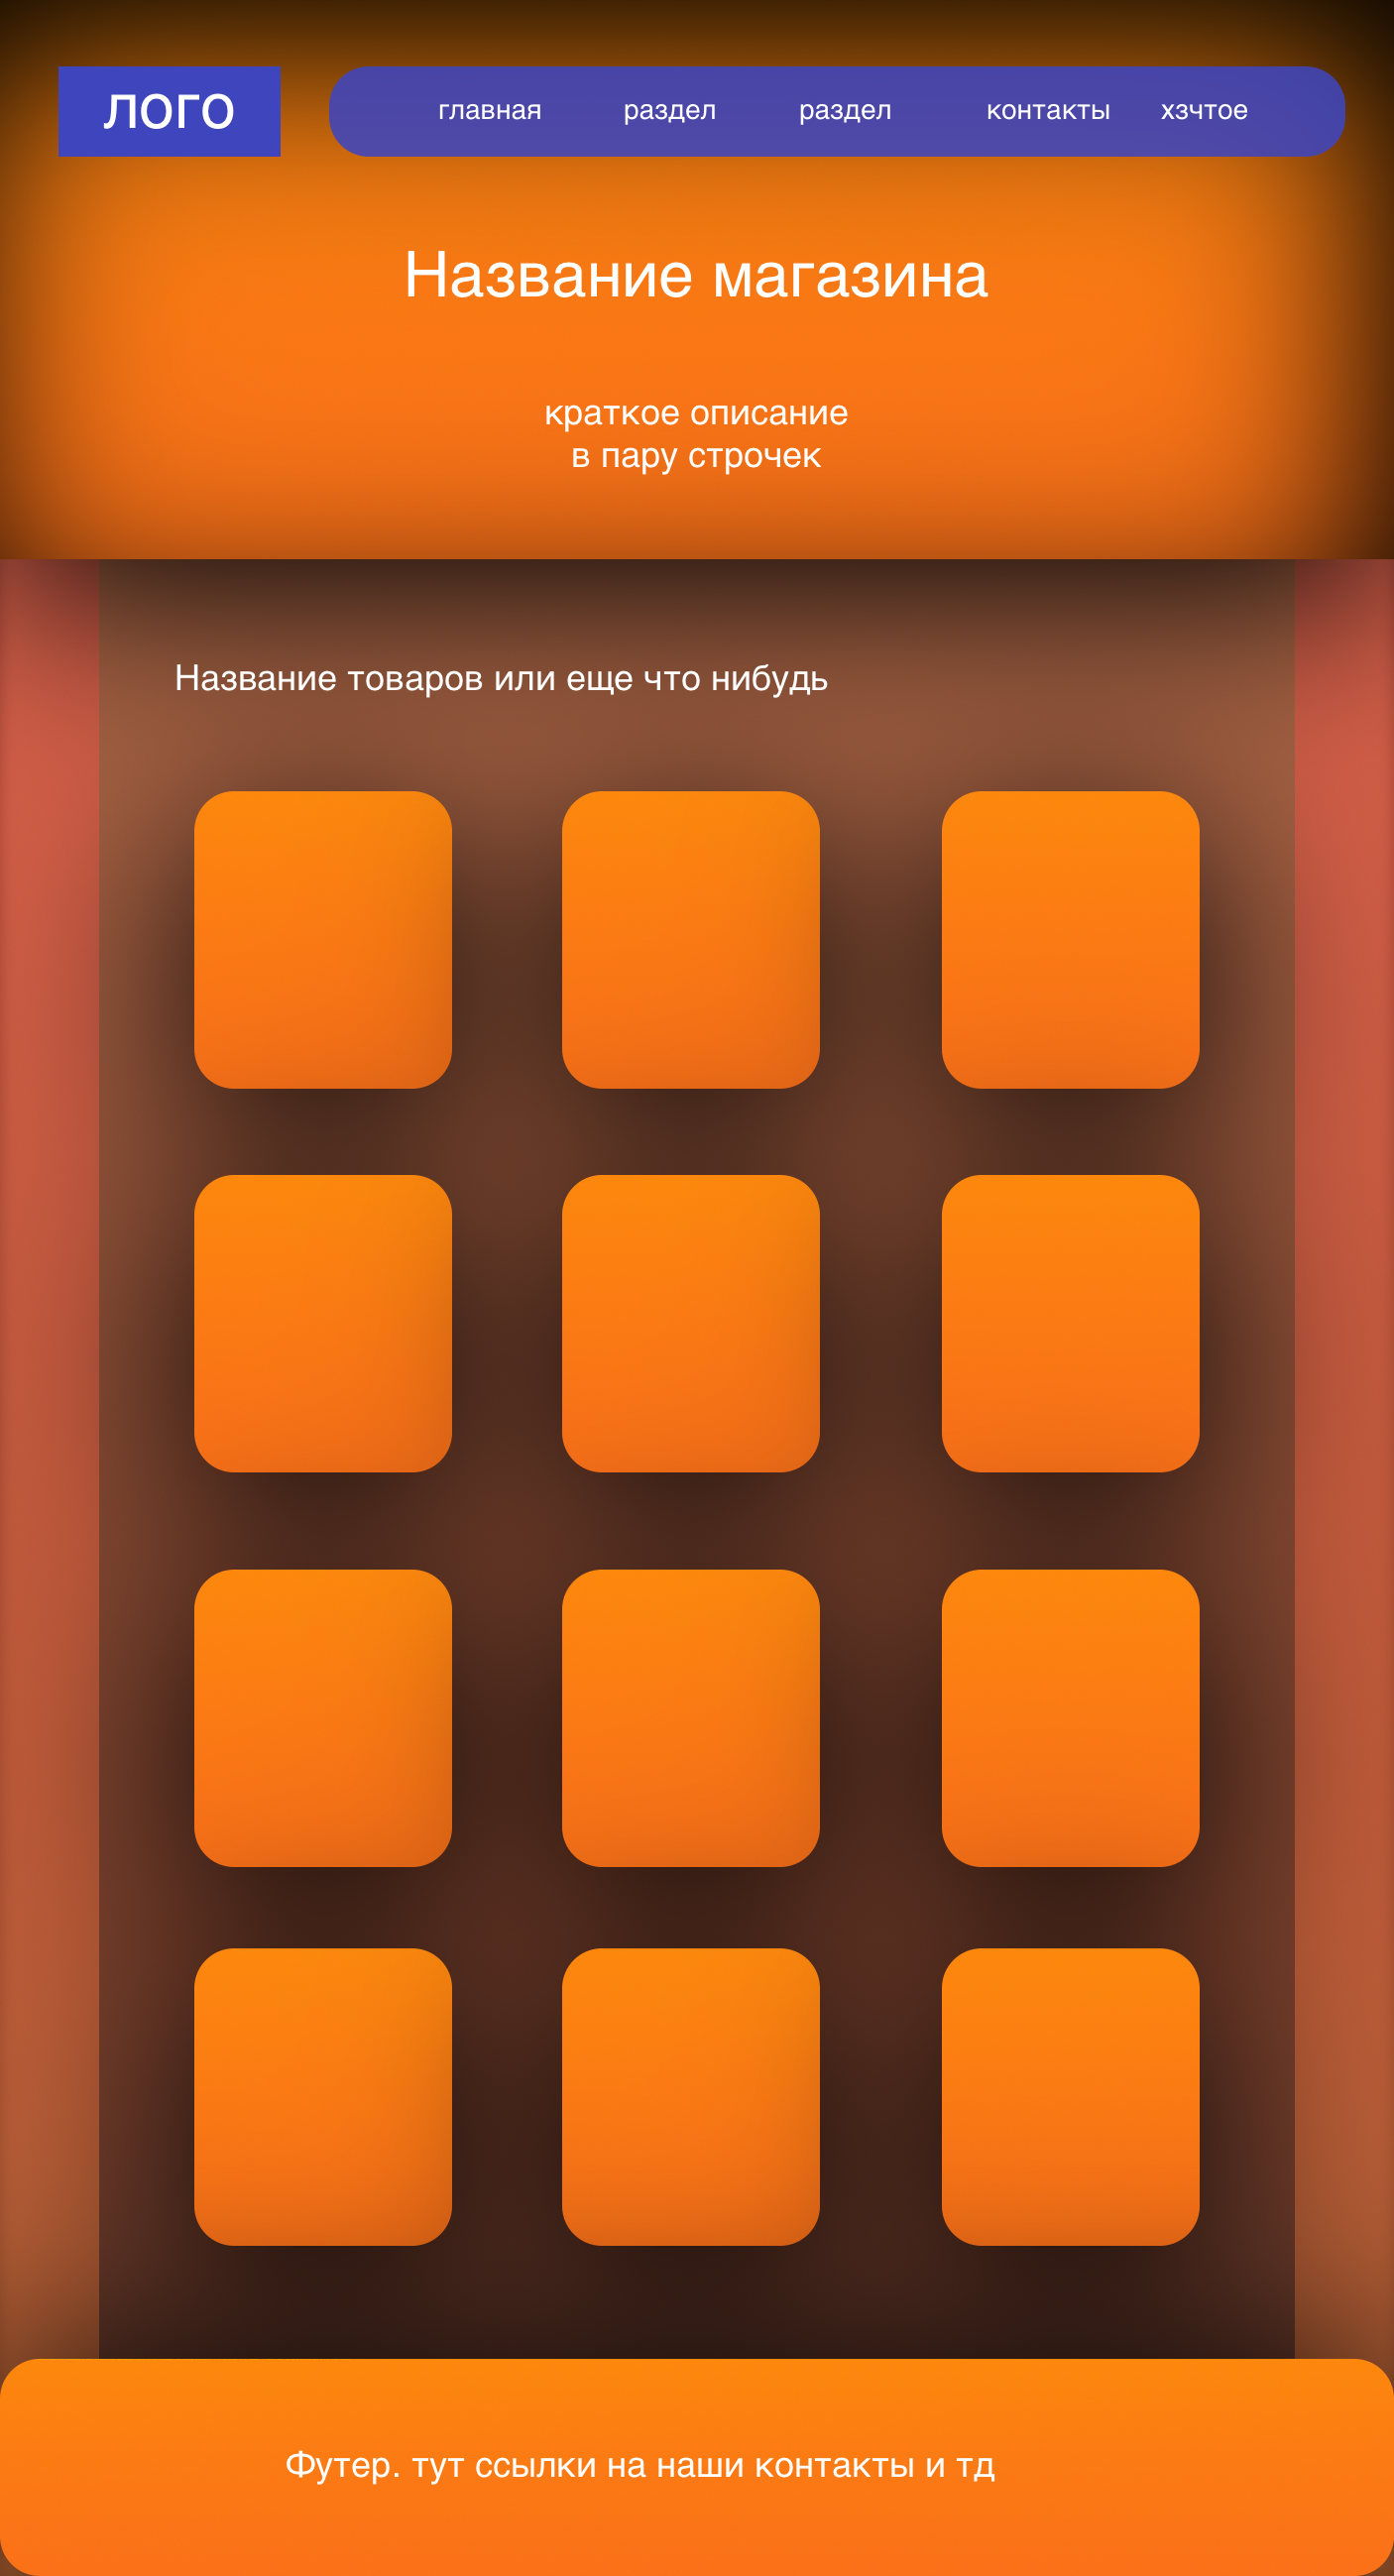 лого
главная раздел раздел контакты хзчтое
Название магазина
краткое описание
в пару строчек
Название товаров или еще что нибудь
Футер. тут ссылки на наши контакты и тд